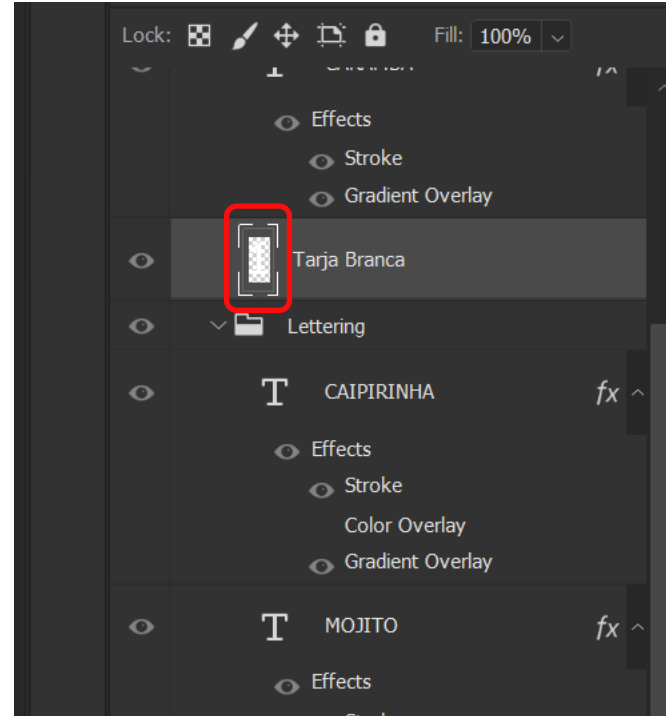 Lock:
Fill: 100%
Effects
Stroke
Gradient Overlay
Tarja Branca
Lettering
T CAIPIRINHA fx
Effects
Stroke
Color Overlay
Gradient Overlay
T MOJITO fx
Effects